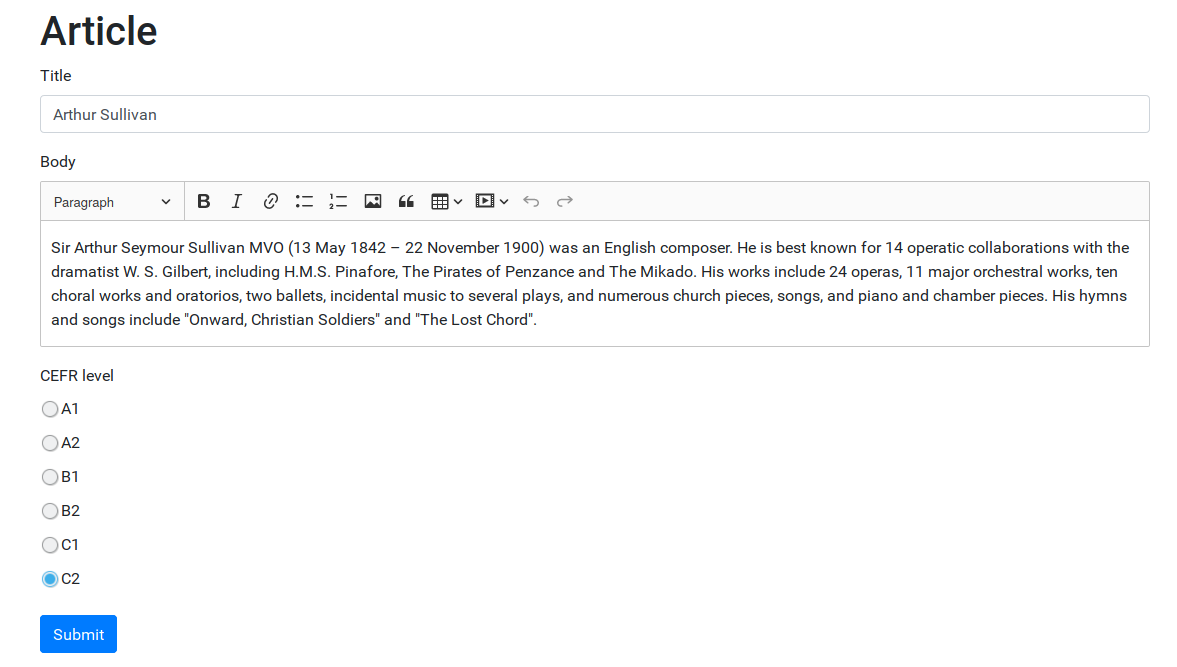 Article
Title
Arthur Sullivan
Body
Paragraph
Sir Arthur Seymour Sullivan MVO (13 May 1842 – 22 November 1900) was an English composer. He is best known for 14 operatic collaborations with the
dramatist W. S. Gilbert, including H.M.S. Pinafore, The Pirates of Penzance and The Mikado. His works include 24 operas, 11 major orchestral works, ten
choral works and oratorios, two ballets, incidental music to several plays, and numerous church pieces, songs, and piano and chamber pieces. His hymns
and songs include "Onward, Christian Soldiers" and "The Lost Chord".
CEFR level
A1
A2
B1
B2
C1
C2
Submit